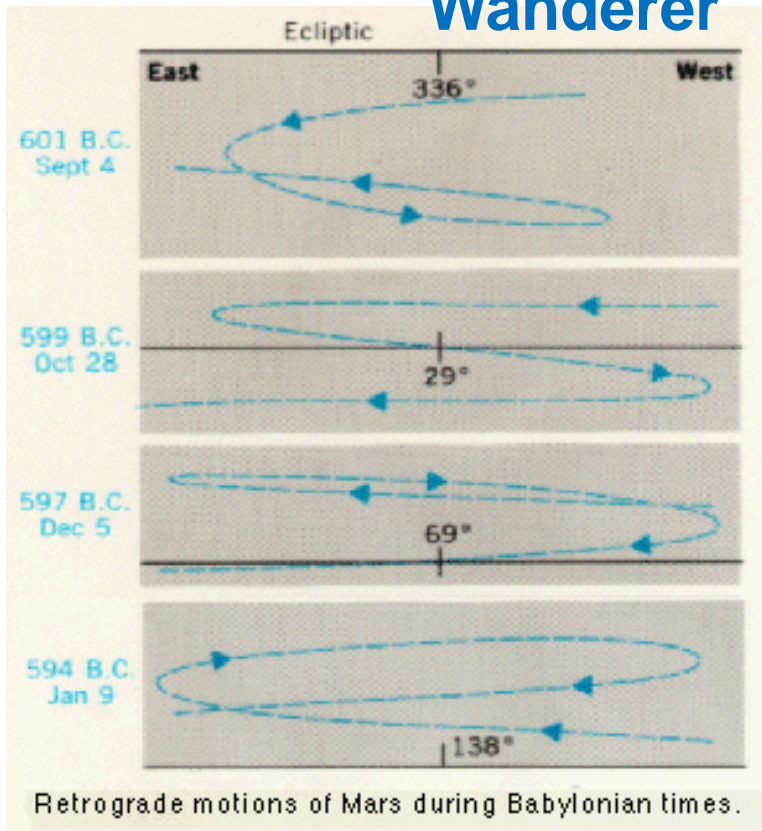 Wanderer
Ecliptic
East
West
336°
601 B.C.
Sept 4
599 B.C.
Oct 28
29°
597 B.C.
Dec 5
69°
594 B.C.
Jan 9
138°
Retrograde motions of Mars during Babylonian times.